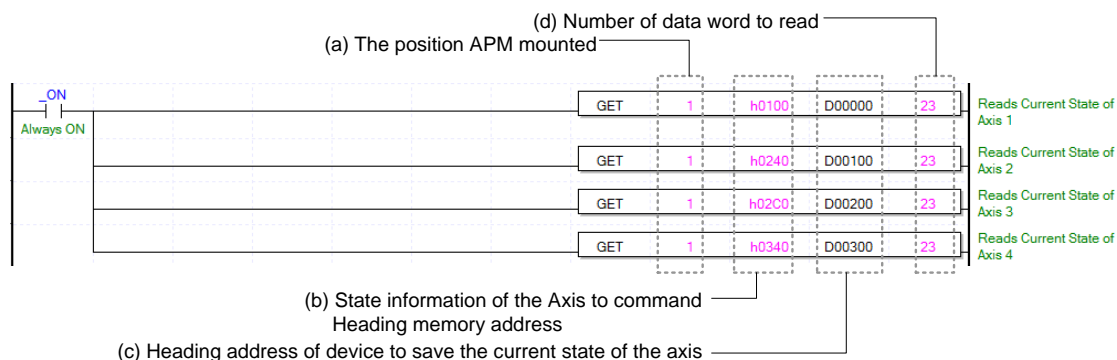 (d) Number of data word to read
(a) The position APM mounted
_ON
Always ON
GET 1 h0100 D00000 23
Reads Current State of
Axis 1
GET 1 h0240 D00100 23
Reads Current State of
Axis 2
GET 1 h02C0 D00200 23
Reads Current State of
Axis 3
GET 1 h0340 D00300 23
Reads Current State of
Axis 4
(b) State information of the Axis to command
Heading memory address
(c) Heading address of device to save the current state of the axis